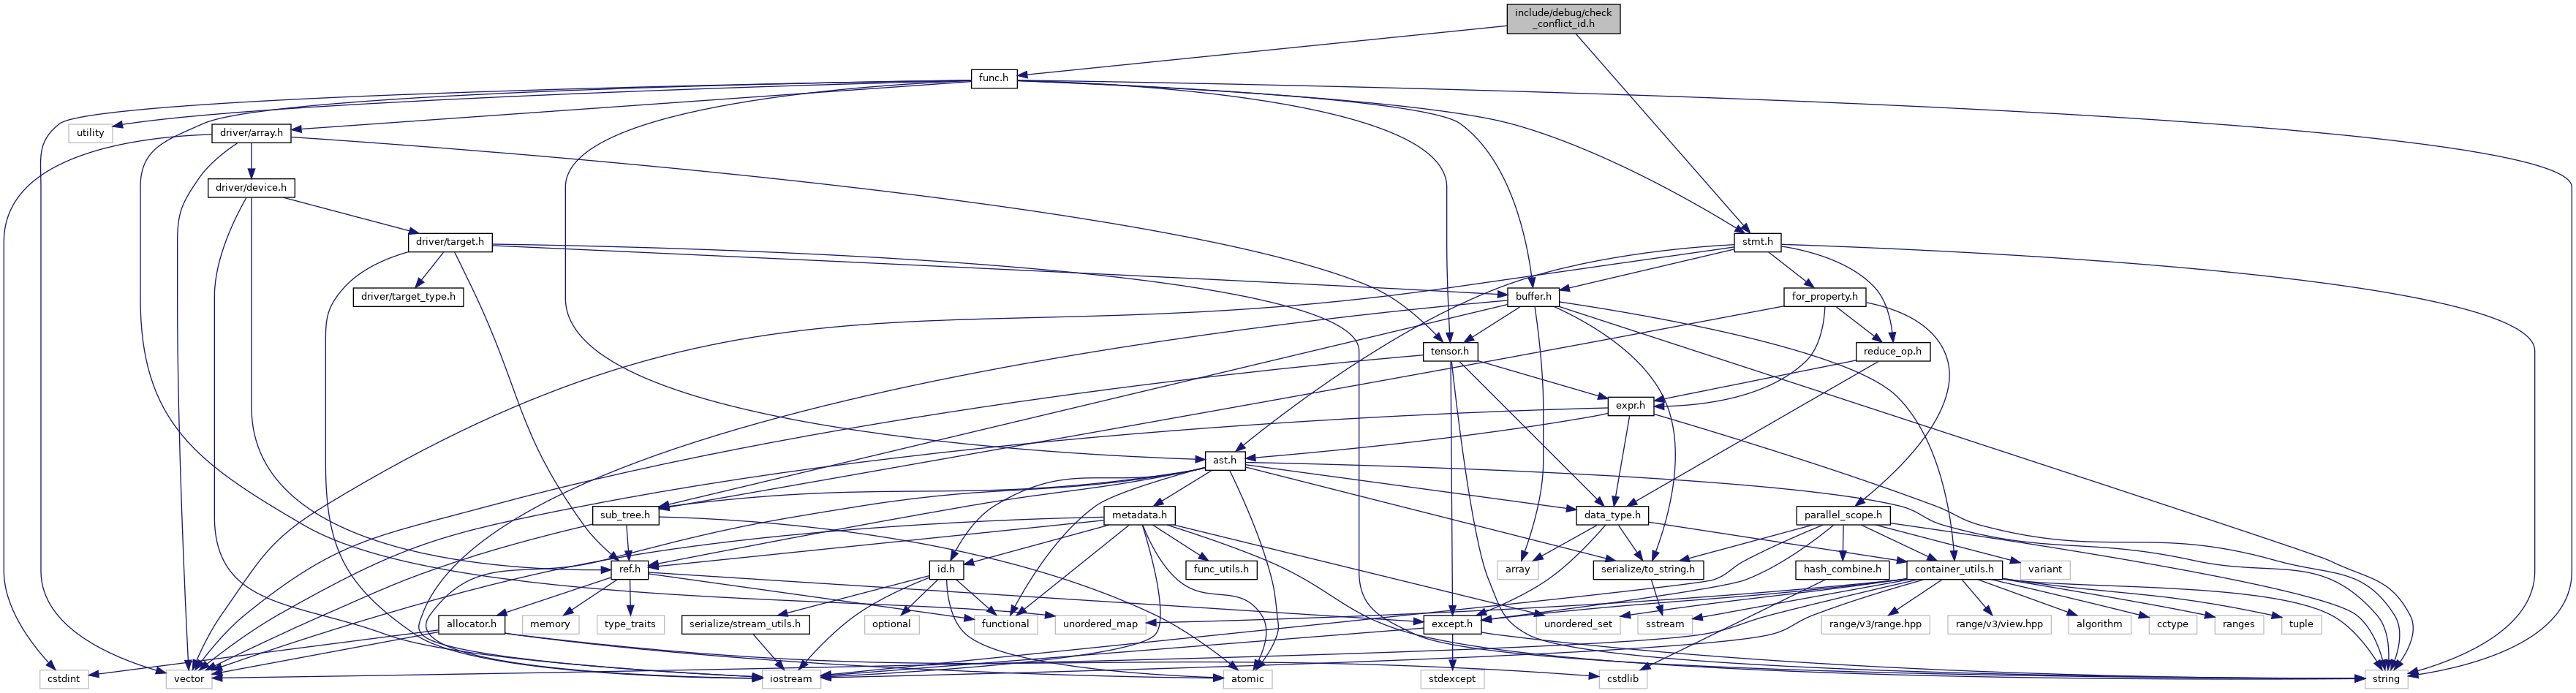 include/debug/check
_conflict_id.h
func.h
utility
driver/array.h
driver/device.h
driver/target.h
stmt.h
driver/target_type.h
buffer.h
for_property.h
tensor.h
reduce_op.h
expr.h
ast.h
sub_tree.h
metadata.h
data_type.h
parallel_scope.h
ref.h
id.h
func_utils.h
array
serialize/to_string.h
hash_combine.h
container_utils.h
variant
allocator.h
memory
type_traits
serialize/stream_utils.h
optional
functional
unordered_map
except.h
unordered_set
sstream
range/v3/range.hpp
range/v3/view.hpp
algorithm
cctype
ranges
tuple
cstdint
vector
iostream
atomic
stdexcept
cstdlib
string